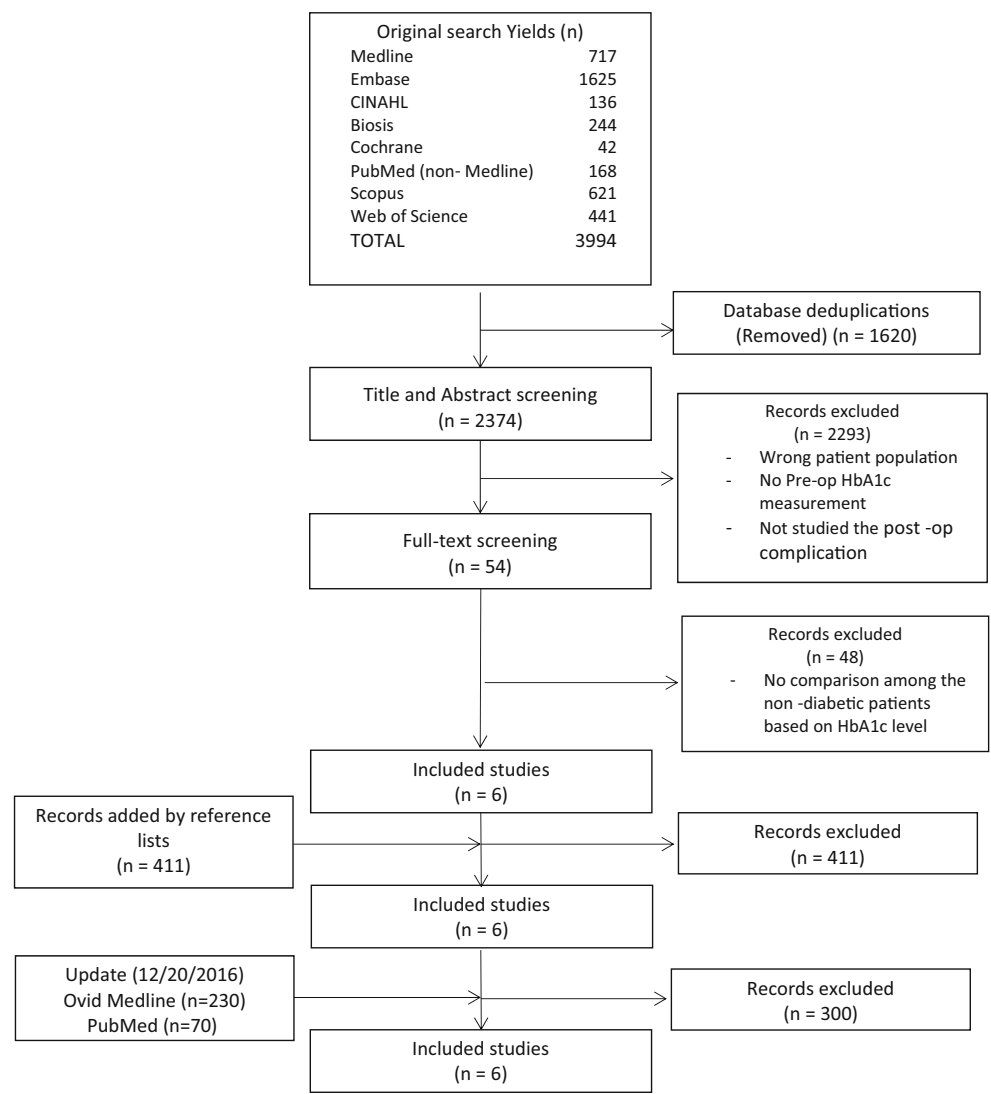 Original search Yields (n)
Medline 717
Embase 1625
CINAHL 136
Biosis 244
Cochrane 42
PubMed (non- Medline) 168
Scopus 621
Web of Science 441
TOTAL 3994
Database deduplications
(Removed) (n = 1620)
Title and Abstract screening
(n = 2374)
Records excluded
(n = 2293)
- Wrong patient population
- No Pre-op HbA1c
measurement
- Not studied the post -op
complication
Full-text screening
(n = 54)
Records excluded
(n = 48)
- No comparison among the
non -diabetic patients
based on HbA1c level
Included studies
(n = 6)
Records added by reference
lists
(n = 411)
Records excluded
(n = 411)
Included studies
(n = 6)
Update (12/20/2016)
Ovid Medline (n=230)
PubMed (n=70)
Records excluded
(n = 300)
Included studies
(n = 6)